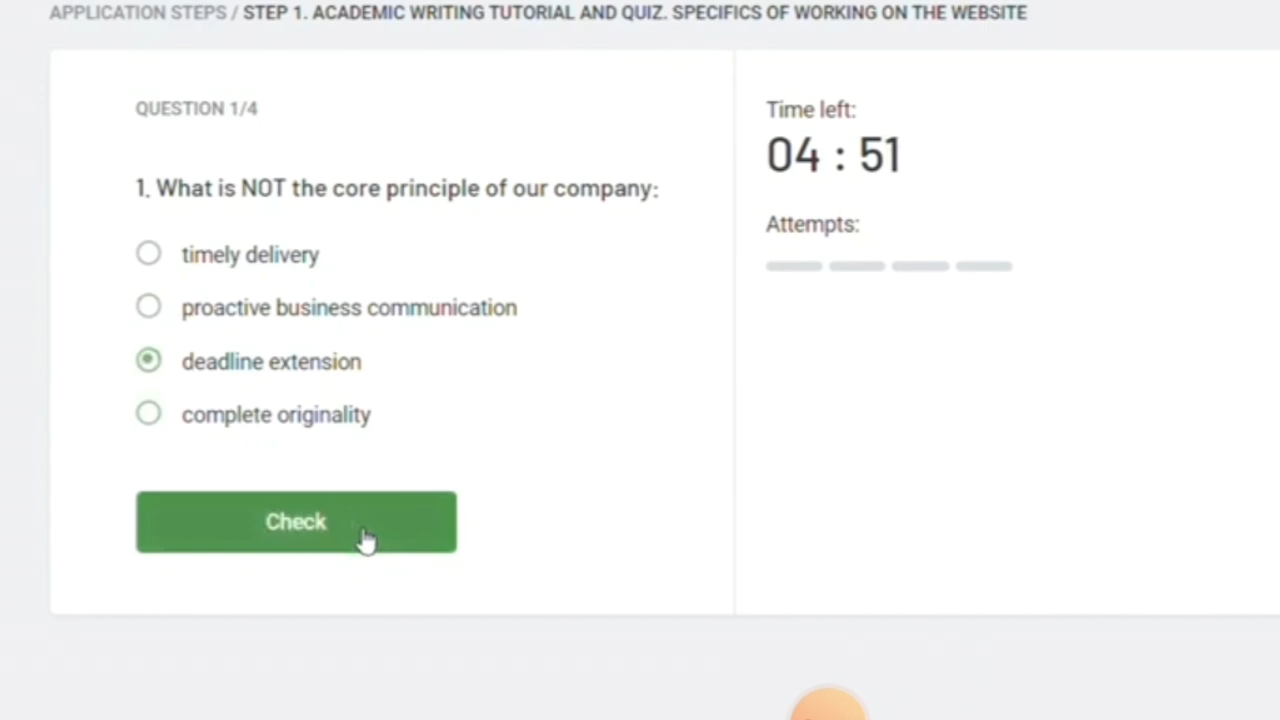 APPLICATION STEPS / STEP 1. ACADEMIC WRITING TUTORIAL AND QUIZ. SPECIFICS OF WORKING ON THE WEBSITE
QUESTION 1/4
1. What is NOT the core principle of our company:
timely delivery
proactive business communication
deadline extension
complete originality
Check
Time left:
04 : 51
Attempts: